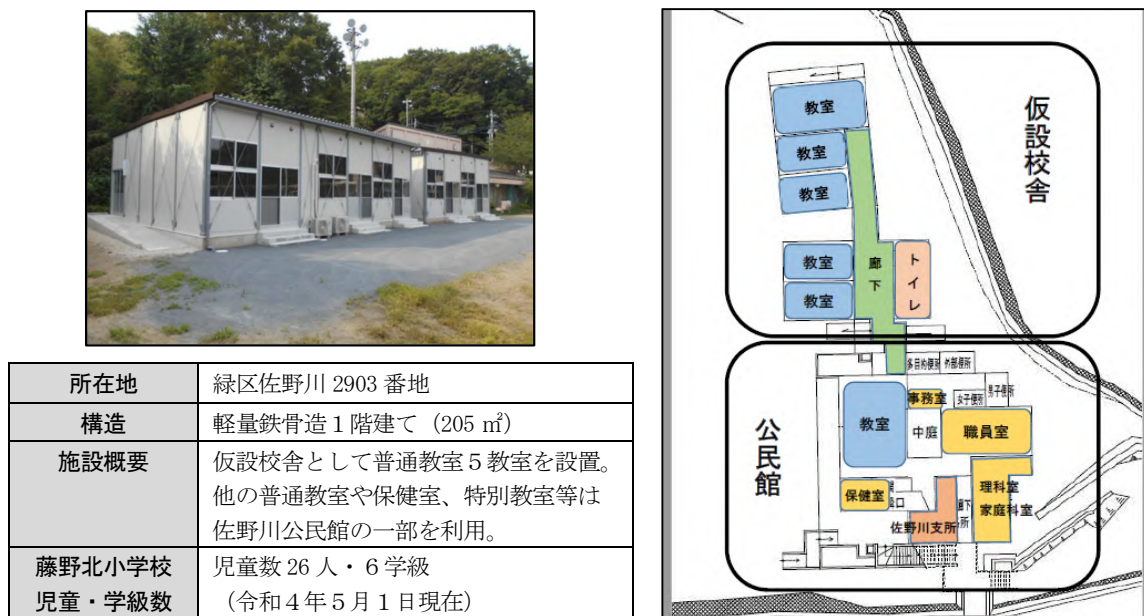 所在地
緑区佐野川 2903 番地
構造
軽量鉄骨造1階建て（205 ㎡）
施設概要
仮設校舎として普通教室5教室を設置。
他の普通教室や保健室、特別教室等は
佐野川公民館の一部を利用。
藤野北小学校
児童・学級数
児童数 26 人・6学級
（令和4年5月1日現在）
仮設校舎
教室
教室
教室
教室
教室
廊下
トイレ
公民館
多目的便所
外部便所
事務室
女子便所
男子便所
教室
中庭
職員室
保健室
理科室
家庭科室
佐野川支所